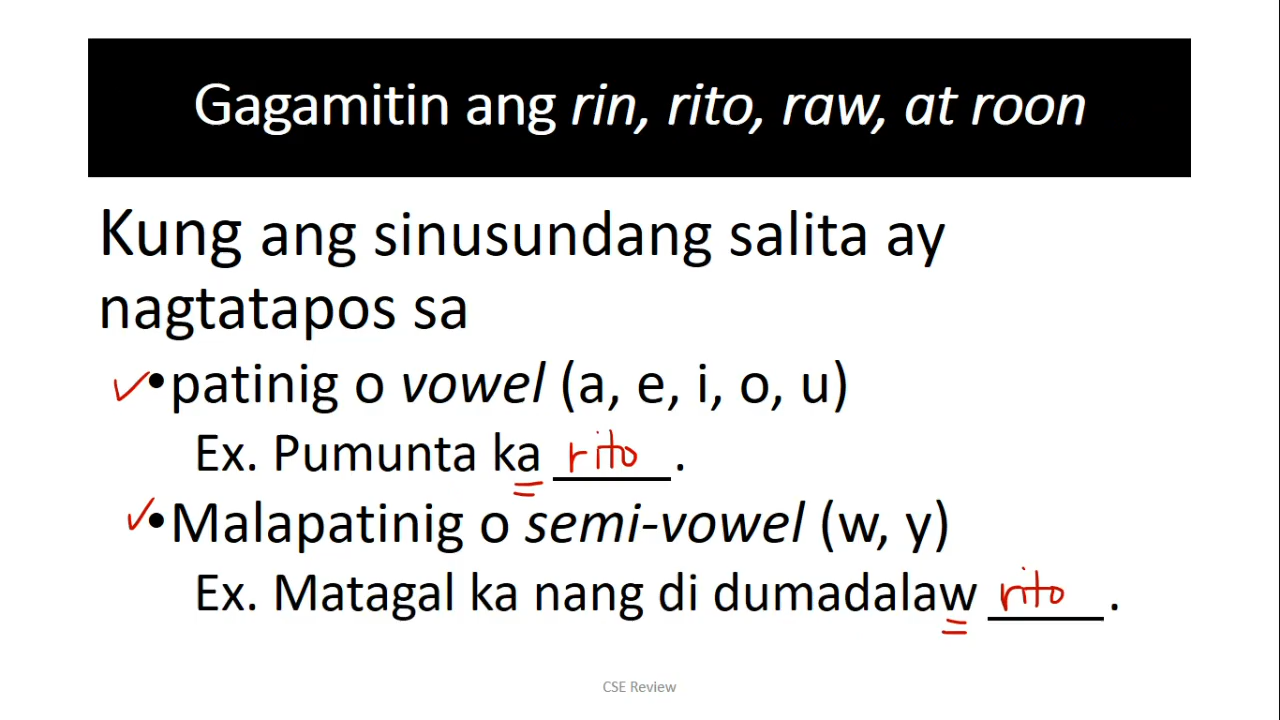 Gagamitin ang rin, rito, raw, at roon
Kung ang sinusundang salita ay
nagtatapos sa
•patinig o vowel (a, e, i, o, u)
Ex. Pumunta ka rito.
•Malapatinig o semi-vowel (w, y)
Ex. Matagal ka nang di dumadalaw rito.
CSE Review